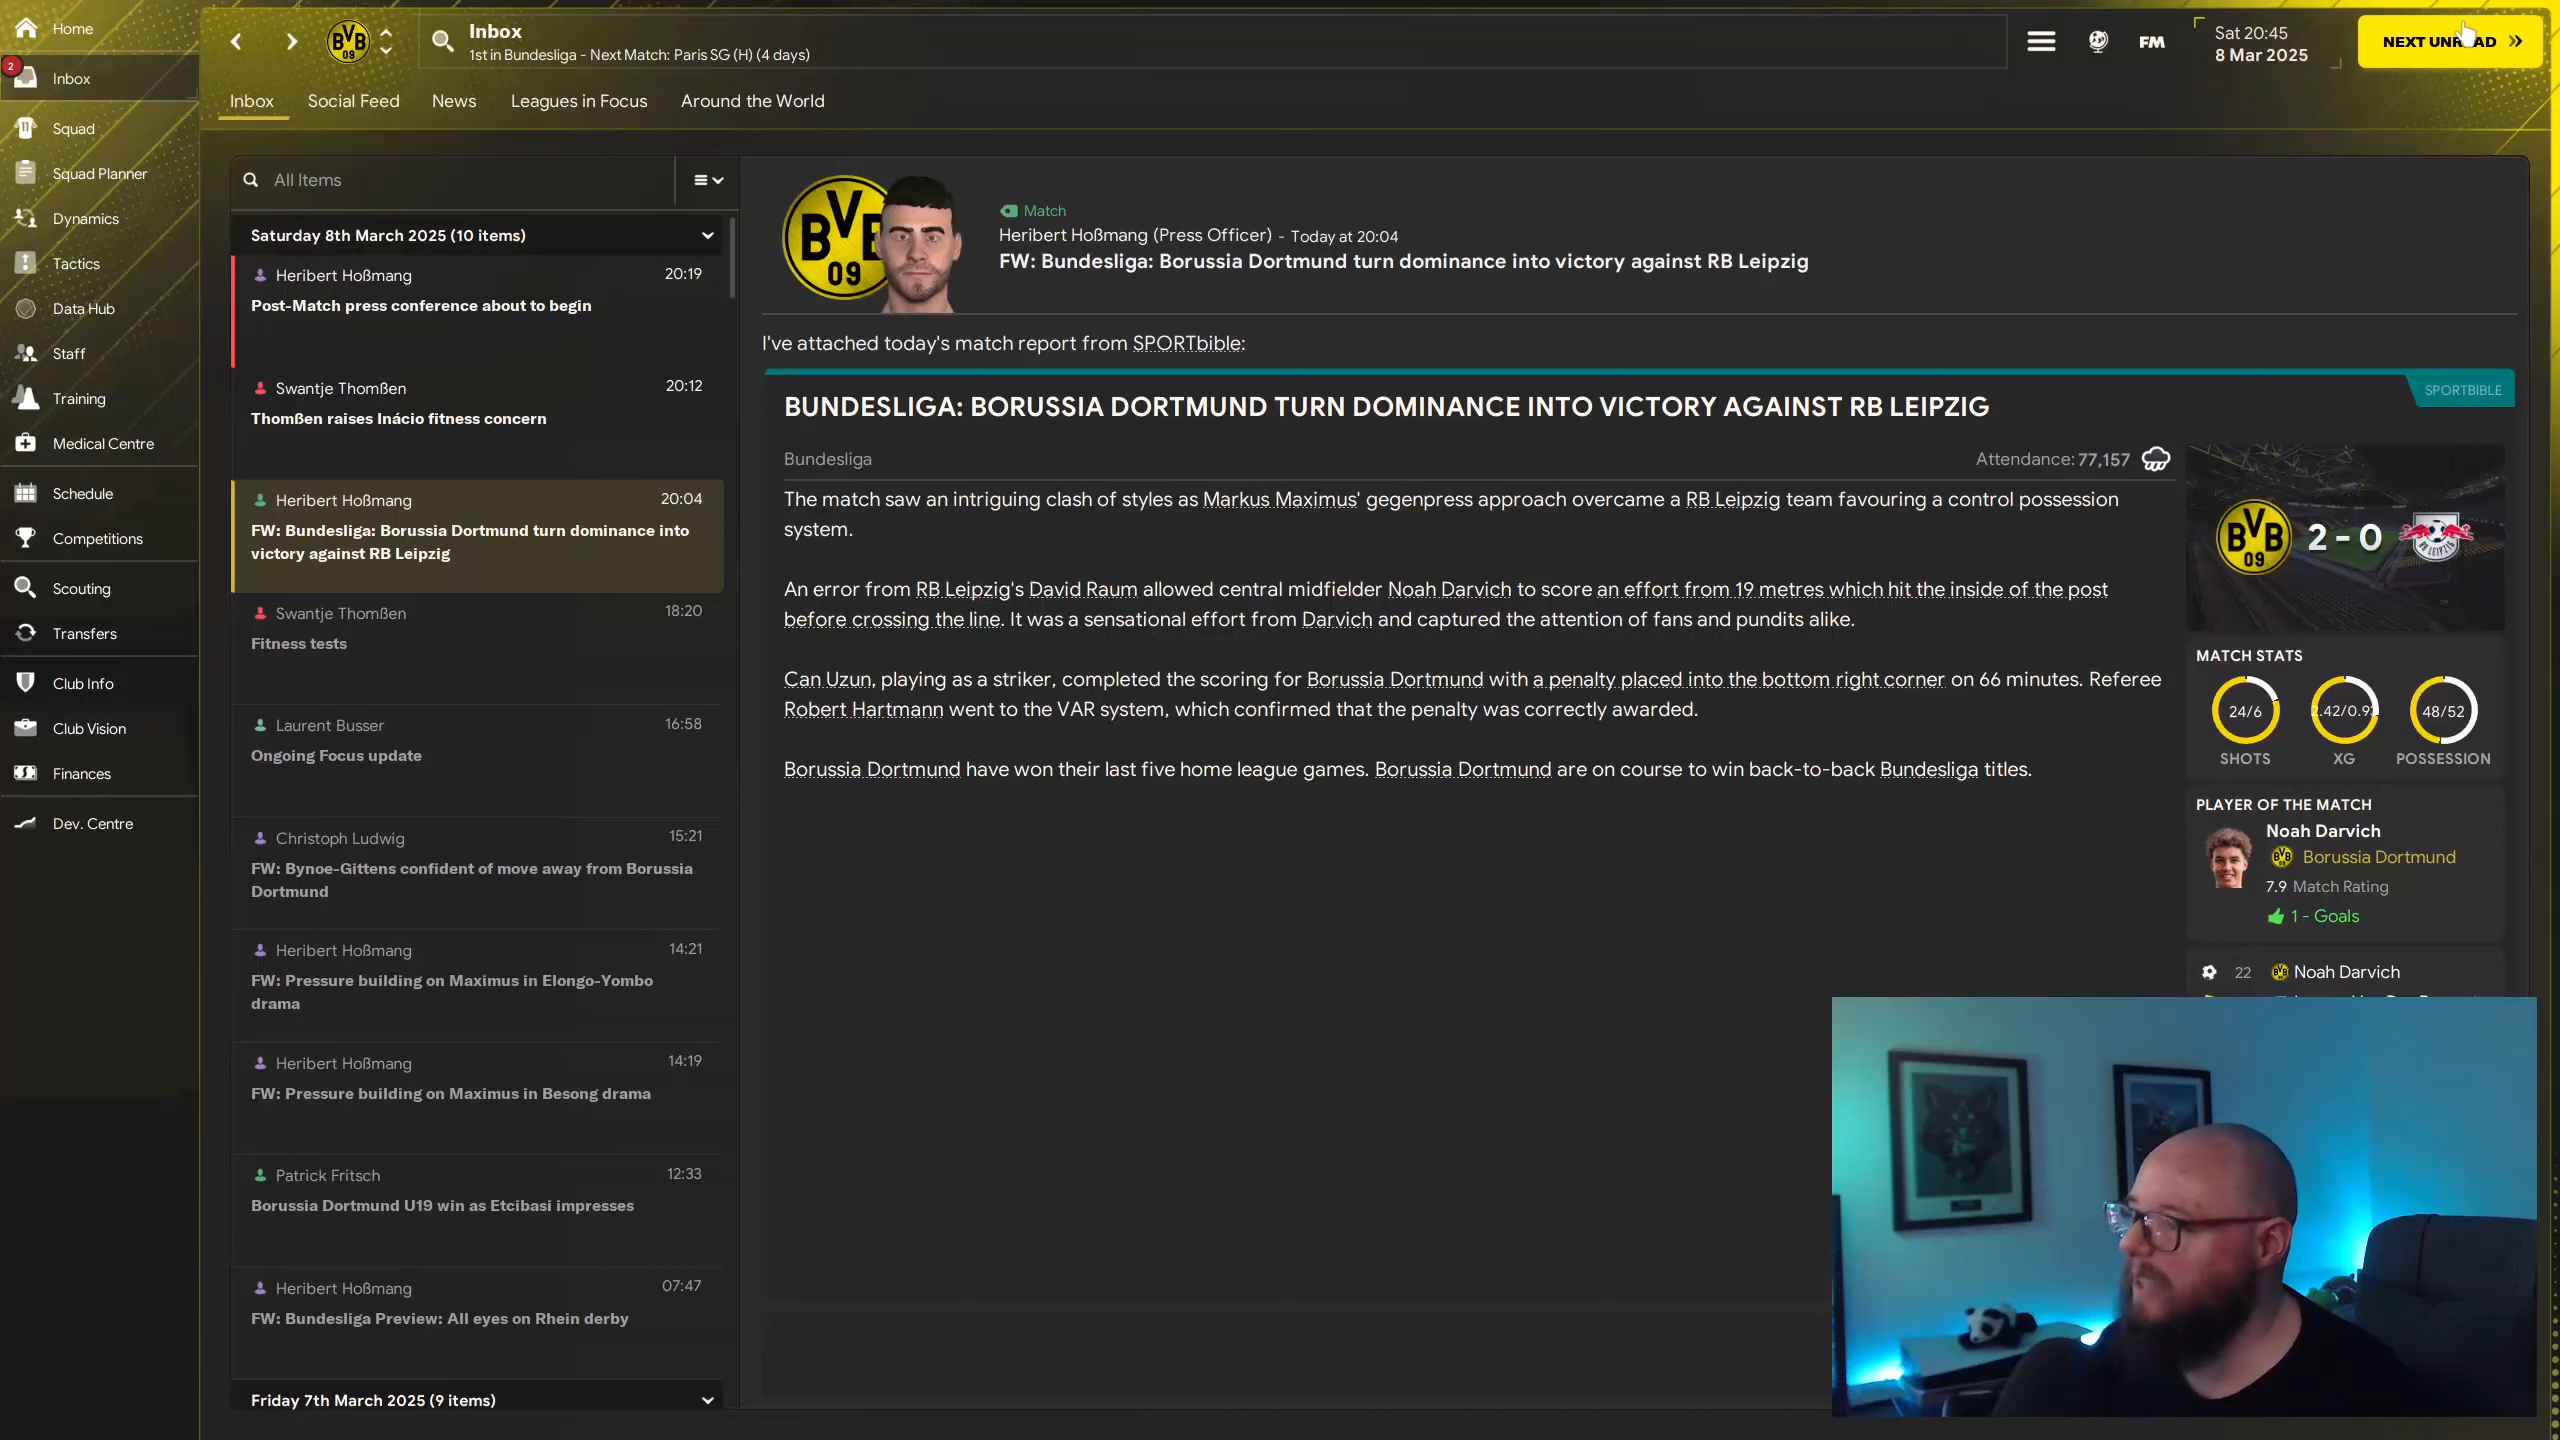 Home
2
Inbox
Squad
Squad Planner
Dynamics
Tactics
Data Hub
Staff
Training
Medical Centre
Schedule
Competitions
Scouting
Transfers
Club Info
Club Vision
Finances
Dev. Centre
BVB 09
Inbox
1st in Bundesliga - Next Match: Paris SG (H) (4 days)
FM
Sat 20:45
8 Mar 2025
Inbox Social Feed News Leagues in Focus Around the World
All Items
Saturday 8th March 2025 (10 items)
Heribert Hoßmang 20:19
Post-Match press conference about to begin
Swantje Thomßen 20:12
Thomßen raises Inácio fitness concern
Heribert Hoßmang 20:04
FW: Bundesliga: Borussia Dortmund turn dominance into
victory against RB Leipzig
Swantje Thomßen 18:20
Fitness tests
Laurent Busser 16:58
Ongoing Focus update
Christoph Ludwig 15:21
FW: Bynoe-Gittens confident of move away from Borussia
Dortmund
Heribert Hoßmang 14:21
FW: Pressure building on Maximus in Elongo-Yombo
drama
Heribert Hoßmang 14:19
FW: Pressure building on Maximus in Besong drama
Patrick Fritsch 12:33
Borussia Dortmund U19 win as Etcibasi impresses
Heribert Hoßmang 07:47
FW: Bundesliga Preview: All eyes on Rhein derby
Friday 7th March 2025 (9 items)
Match
Heribert Hoßmang (Press Officer) - Today at 20:04
FW: Bundesliga: Borussia Dortmund turn dominance into victory against RB Leipzig
I've attached today's match report from SPORTbible:
SPORTBIBLE
BUNDESLIGA: BORUSSIA DORTMUND TURN DOMINANCE INTO VICTORY AGAINST RB LEIPZIG
Bundesliga Attendance: 77,157
The match saw an intriguing clash of styles as Markus Maximus' gegenpress approach overcame a RB Leipzig team favouring a control possession
system.
An error from RB Leipzig's David Raum allowed central midfielder Noah Darvich to score an effort from 19 metres which hit the inside of the post
before crossing the line. It was a sensational effort from Darvich and captured the attention of fans and pundits alike.
Can Uzun, playing as a striker, completed the scoring for Borussia Dortmund with a penalty placed into the bottom right corner on 66 minutes. Referee
Robert Hartmann went to the VAR system, which confirmed that the penalty was correctly awarded.
Borussia Dortmund have won their last five home league games. Borussia Dortmund are on course to win back-to-back Bundesliga titles.
BVB 09 2 - 0 RB LEIPZIG
MATCH STATS
24/6 48/52
SHOTS XG POSSESSION
PLAYER OF THE MATCH
Noah Darvich
Borussia Dortmund
7.9 Match Rating
1 - Goals
22 Noah Darvich
NEXT